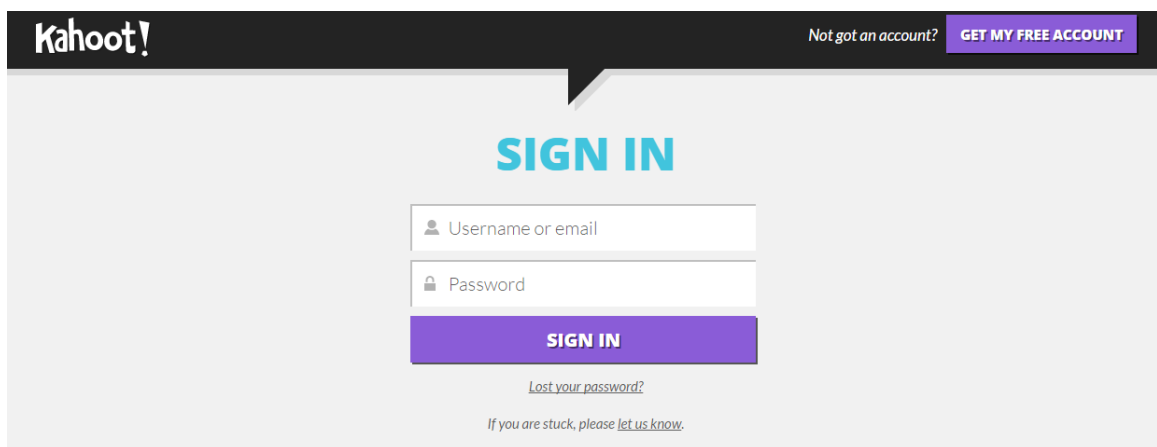 Kahoot!
Not got an account? GET MY FREE ACCOUNT
SIGN IN
Username or email
Password
SIGN IN
Lost your password?
If you are stuck, please let us know.